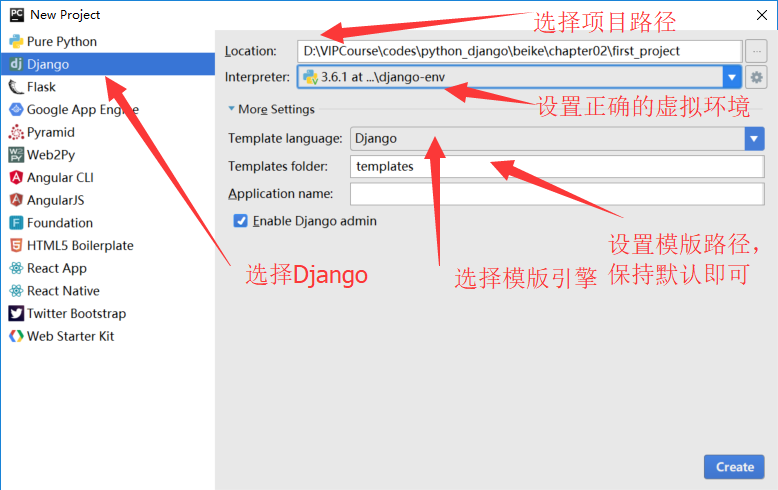 New Project
选择项目路径
Pure Python
Django
Flask
Google App Engine
Pyramid
Web2Py
Angular CLI
AngularJS
Foundation
HTML5 Boilerplate
React App
React Native
Twitter Bootstrap
Web Starter Kit
选择Django
Location: D:\VIPCourse\codes\python_django\beike\chapter02\first_project
Interpreter: 3.6.1 at ...\django-env
设置正确的虚拟环境
More Settings
Template language: Django
Templates folder: templates
Application name:
Enable Django admin
选择模版引擎
设置模版路径，
保持默认即可
Create